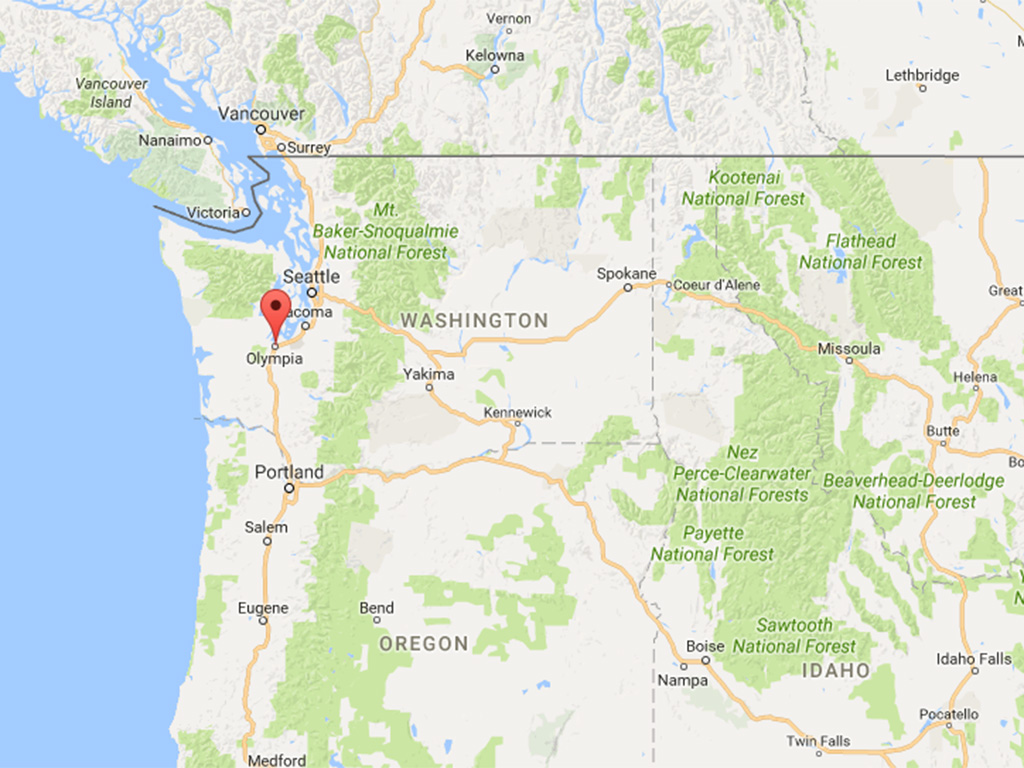 Vernon
Kelowna
Lethbridge
Vancouver
Island
Vancouver
Nanaimo
Surrey
Kootenai
National Forest
Victoria
Mt.
Baker-Snoqualmie
National Forest
Flathead
National Forest
Seattle
Spokane
Coeur d'Alene
Great
acoma
WASHINGTON
Olympia
Missoula
Yakima
Helena
Kennewick
Butte
Nez
Perce-Clearwater
National Forests
Bo
Portland
Beaverhead-Deerlodge
National Forest
Salem
Payette
National Forest
Eugene
Bend
OREGON
Sawtooth
National Forest
Boise
Nampa
IDAHO
Idaho Falls
Pocatello
Twin Falls
Medford